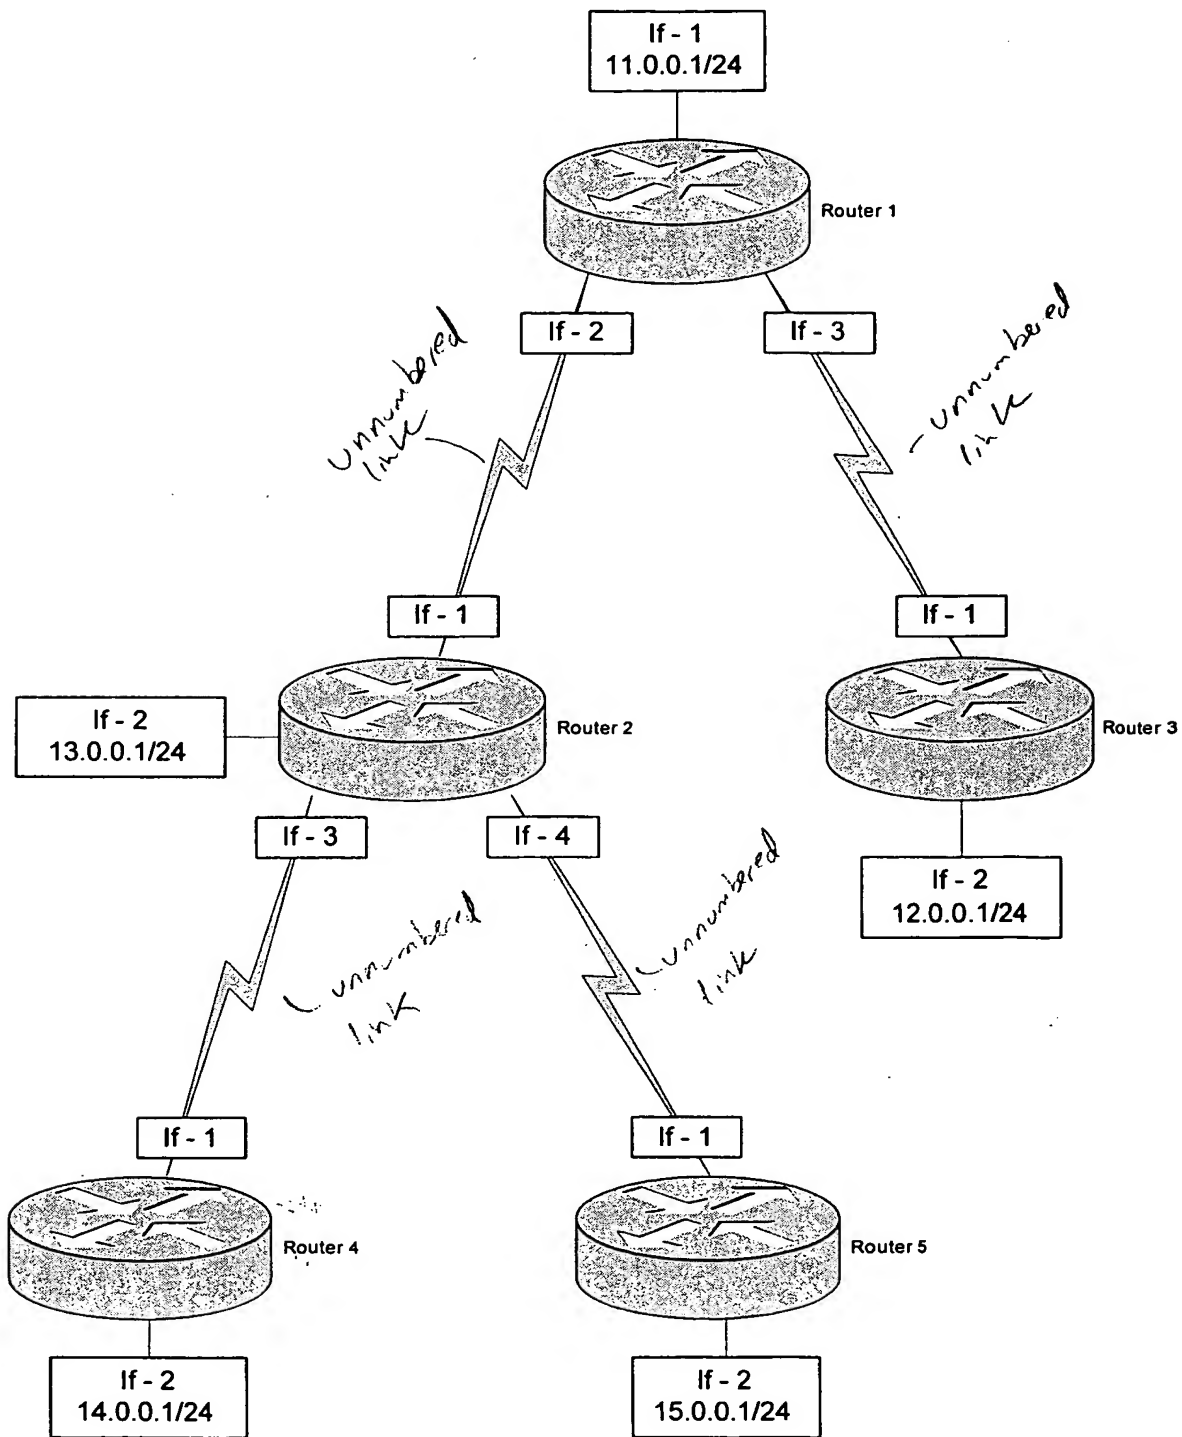 If - 1
11.0.0.1/24
Router 1
If - 2
If - 3
unnumbered
link
unnumbered
link
If - 1
If - 1
If - 2
13.0.0.1/24
Router 2
Router 3
If - 3
If - 4
If - 2
12.0.0.1/24
unnumbered
link
unnumbered
link
If - 1
If - 1
Router 4
Router 5
If - 2
14.0.0.1/24
If - 2
15.0.0.1/24